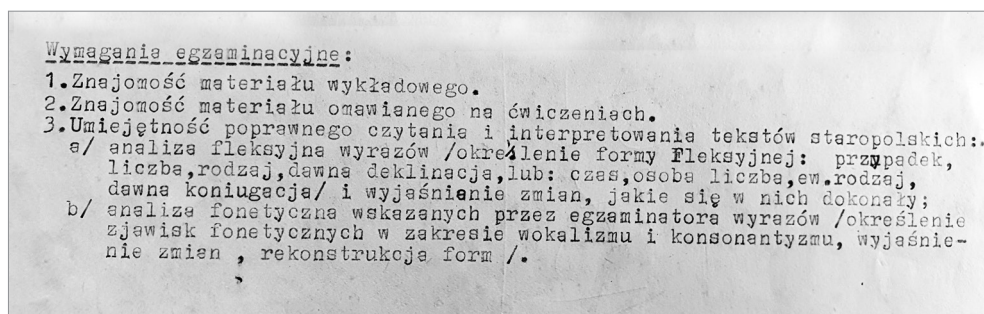 Wymagania egzaminacyjne:
1.Znajomość materiału wykładowego.
2.Znajomość materiału omawianego na ćwiczeniach.
3.Umiejętność poprawnego czytania i interpretowania tekstów staropolskich:.
a/ analiza fleksyjna wyrazów /określenie formy Fleksyjnej: przypadek,
liczba,rodzaj,dawna deklinacja,lub: czas,osoba liczba,ew.rodzaj,
dawna koniugacja/ i wyjaśnianie zmian, jakie się w nich dokonały;
b/ analiza fonetyczna wskazanych przez egzaminatora wyrazów /określenie
zjawisk fonetycznych w zakresie wokalizmu i konsonantyzmu, wyjaśnie-
nie zmian , rekonstrukcja form /.